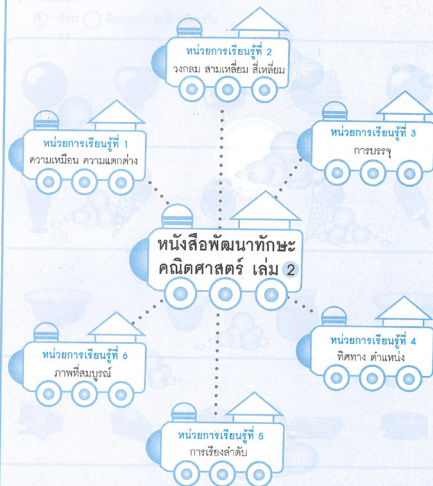 หน่วยการเรียนรู้ที่ 2
วงกลม สามเหลี่ยม สี่เหลี่ยม
หน่วยการเรียนรู้ที่ 1
ความเหมือน ความแตกต่าง
หน่วยการเรียนรู้ที่ 3
การบรรจุ
หนังสือพัฒนาทักษะ
คณิตศาสตร์ เล่ม 2
หน่วยการเรียนรู้ที่ 6
ภาพที่สมบูรณ์
หน่วยการเรียนรู้ที่ 4
ทิศทาง ตำแหน่ง
หน่วยการเรียนรู้ที่ 5
การเรียงลำดับ